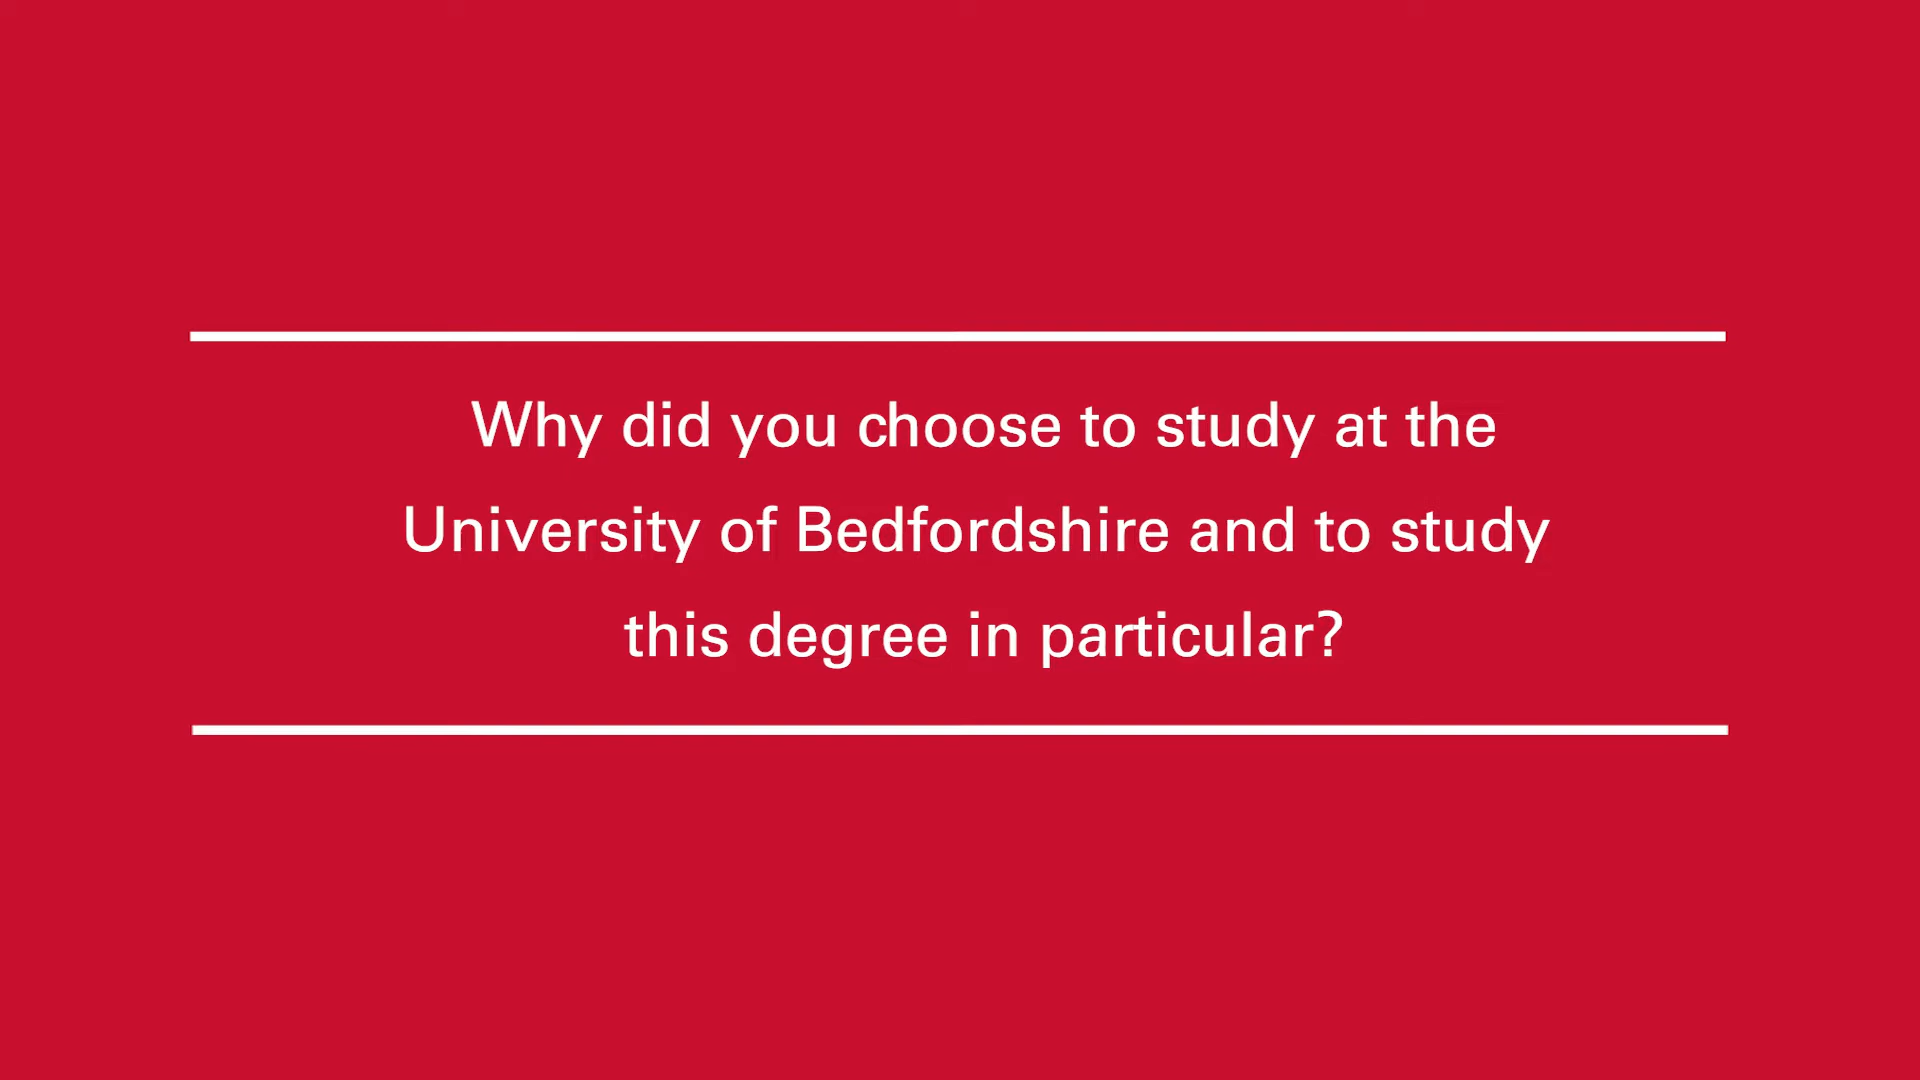 Why did you choose to study at the
University of Bedfordshire and to study
this degree in particular?